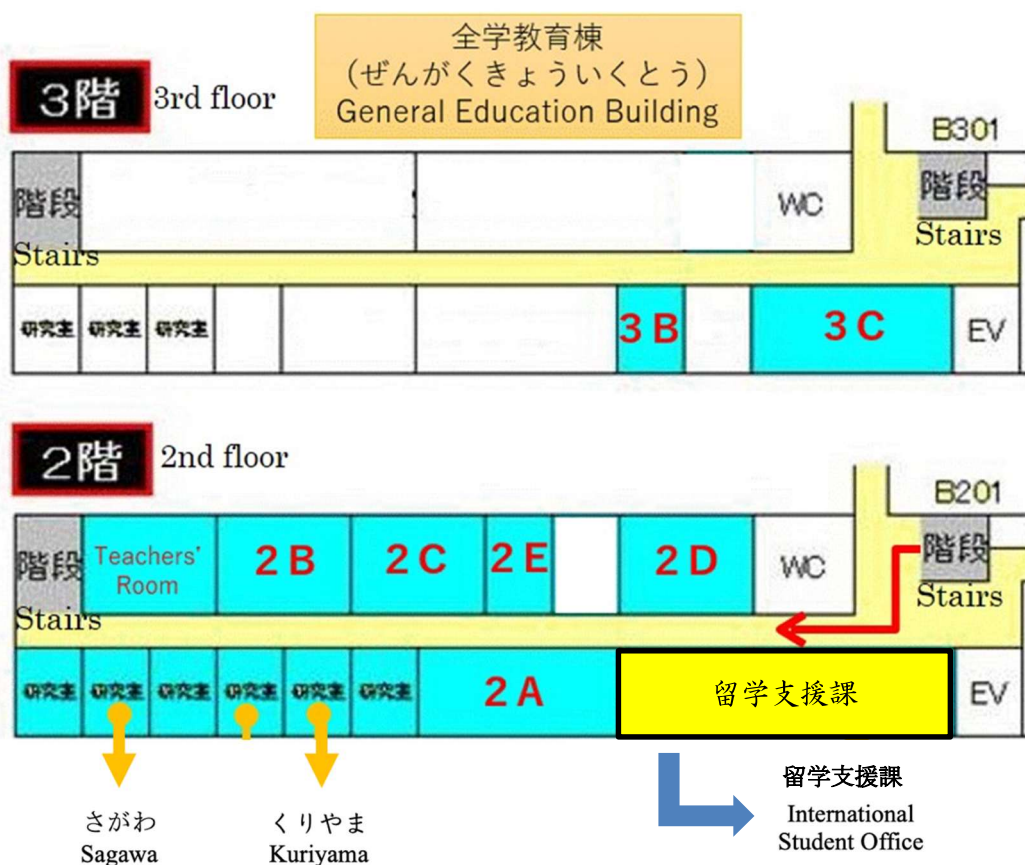 全学教育棟
（ぜんがくきょういくとう）
General Education Building
3階 3rd floor
B301
階段
Stairs
WC
階段
Stairs
研究室
研究室
研究室
3B
3C
EV
2階 2nd floor
B201
階段
Stairs
Teachers'
Room
2B
2C
2E
2D
WC
階段
Stairs
研究室
研究室
研究室
研究室
研究室
研究室
2A
留学支援課
EV
さがわ
Sagawa
くりやま
Kuriyama
留学支援課
International
Student Office